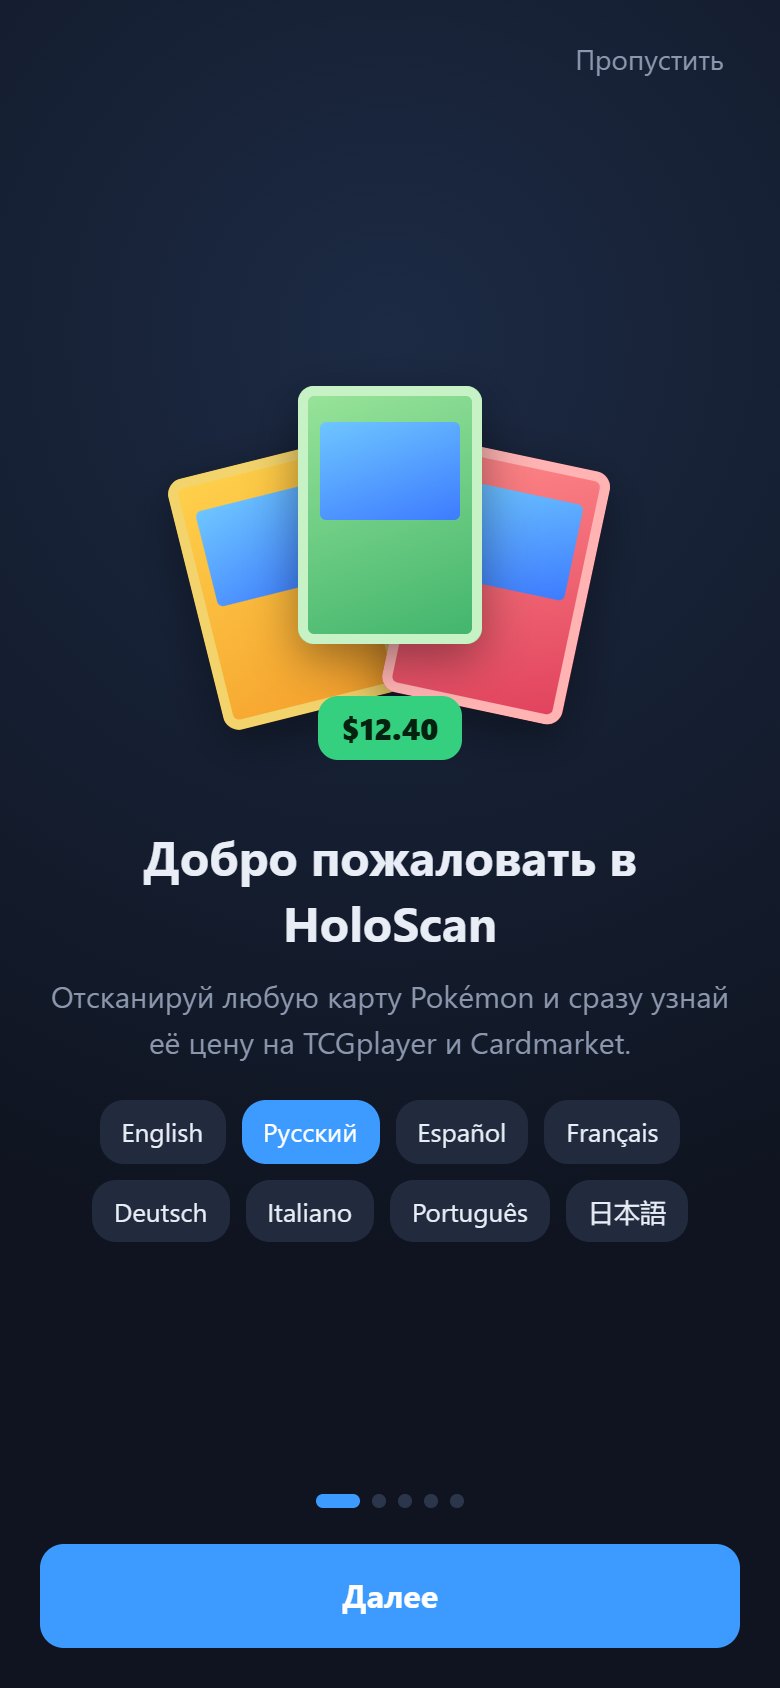 Пропустить
$12.40
Добро пожаловать в
HoloScan
Отсканируй любую карту Pokémon и сразу узнай
её цену на TCGplayer и Cardmarket.
English Русский Español Français
Deutsch Italiano Português 日本語
Далее